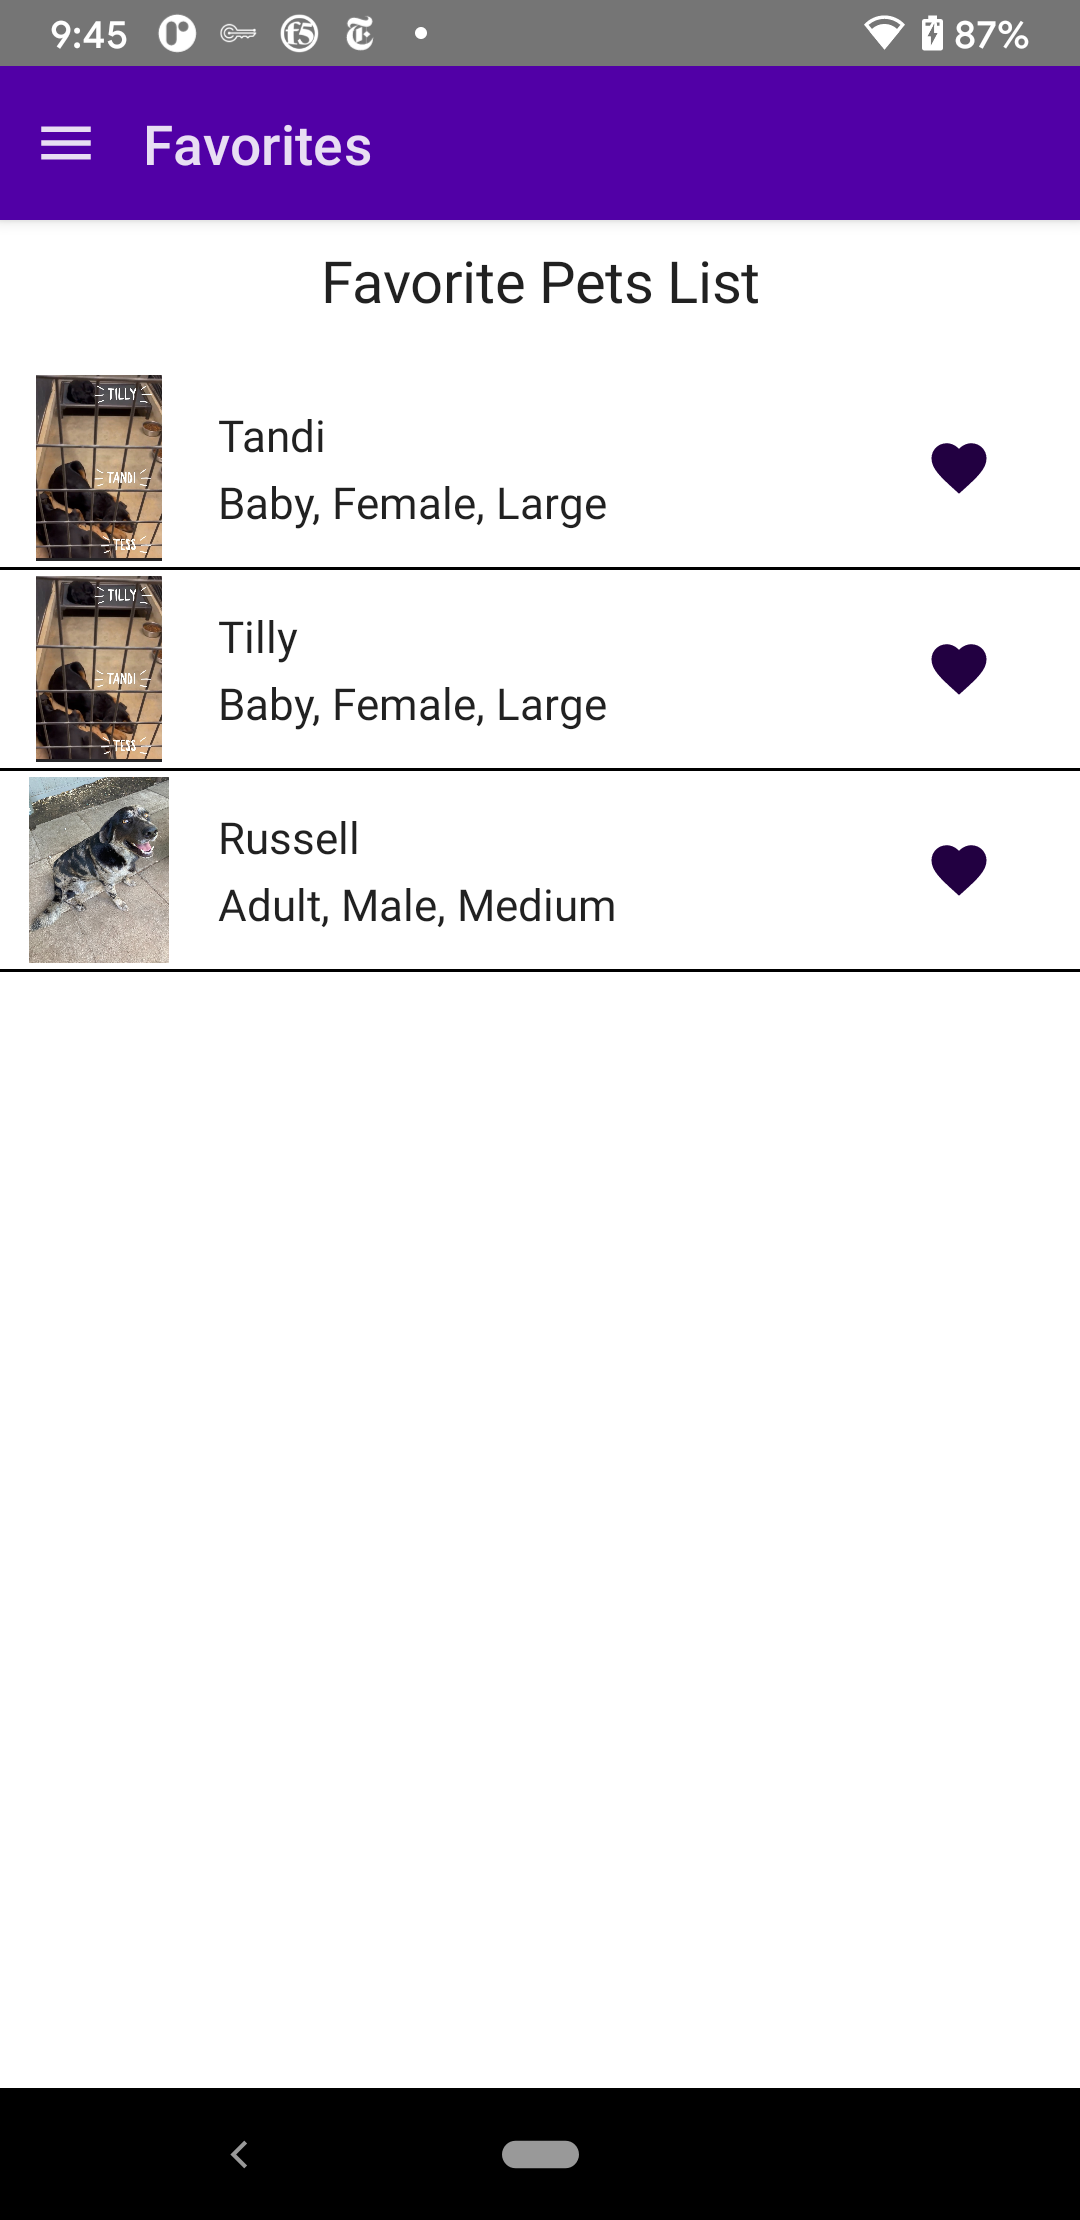 9:45 f5 T 87%
Favorites
Favorite Pets List
TILLY
TANDI
TESS
Tandi
Baby, Female, Large
TILLY
TANDI
TESS
Tilly
Baby, Female, Large
Russell
Adult, Male, Medium